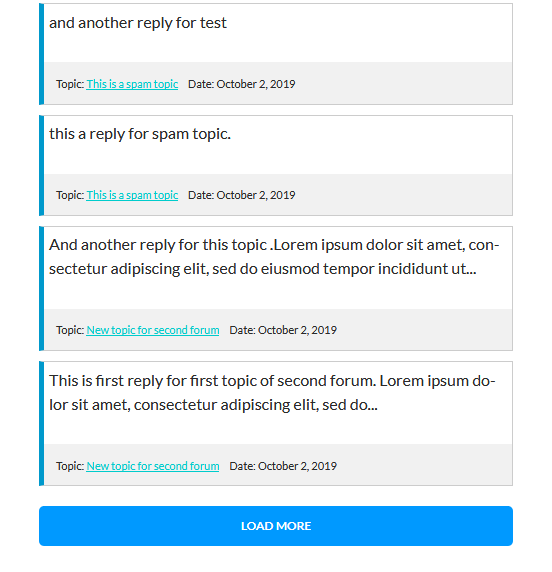 and another reply for test
Topic: This is a spam topic Date: October 2, 2019
this a reply for spam topic.
Topic: This is a spam topic Date: October 2, 2019
And another reply for this topic .Lorem ipsum dolor sit amet, con-
sectetur adipiscing elit, sed do eiusmod tempor incididunt ut...
Topic: New topic for second forum Date: October 2, 2019
This is first reply for first topic of second forum. Lorem ipsum do-
lor sit amet, consectetur adipiscing elit, sed do...
Topic: New topic for second forum Date: October 2, 2019
LOAD MORE